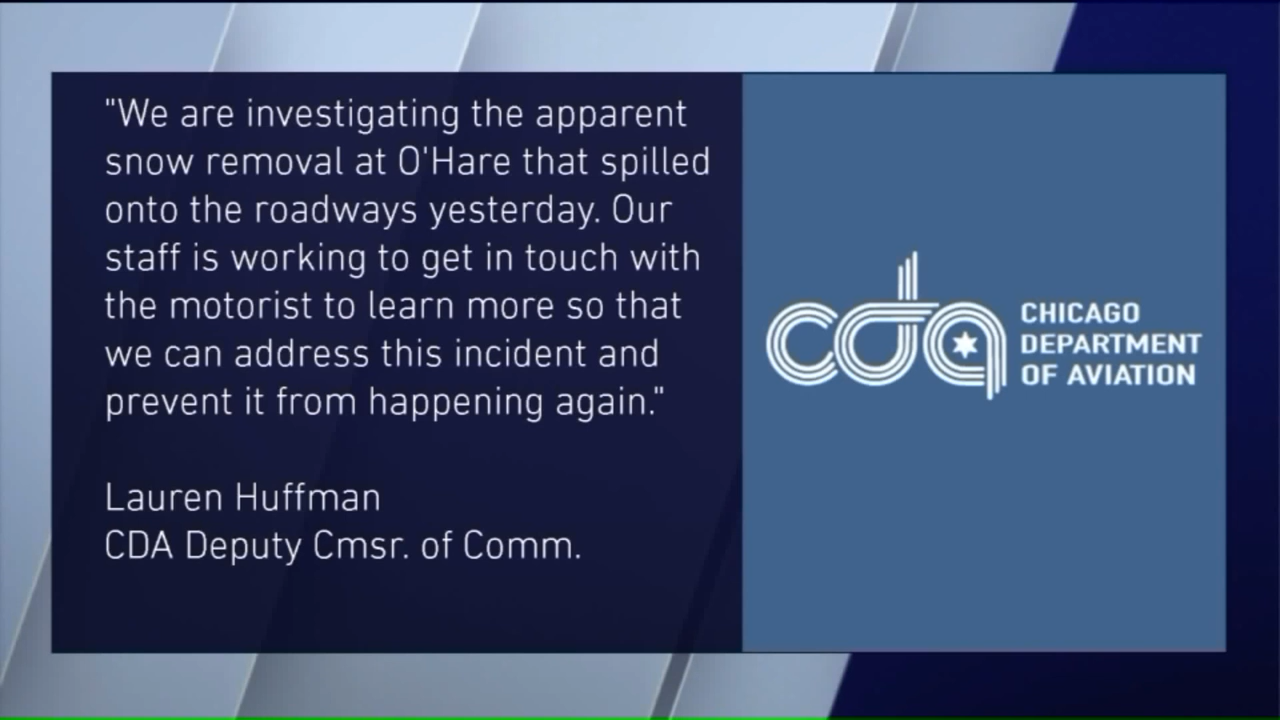 "We are investigating the apparent
snow removal at O'Hare that spilled
onto the roadways yesterday. Our
staff is working to get in touch with
the motorist to learn more so that
we can address this incident and
prevent it from happening again."
Lauren Huffman
CDA Deputy Cmsr. of Comm.
cda
CHICAGO
DEPARTMENT
OF AVIATION